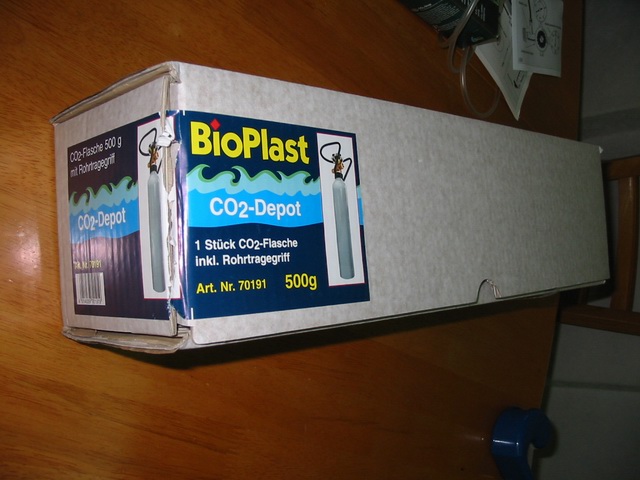 CO2-Flasche 500 g
mit Rohrtragegriff
CO2-Depot
70191
BioPlast
CO2-Depot
1 Stück CO2-Flasche
inkl. Rohrtragegriff
Art. Nr. 70191 500g